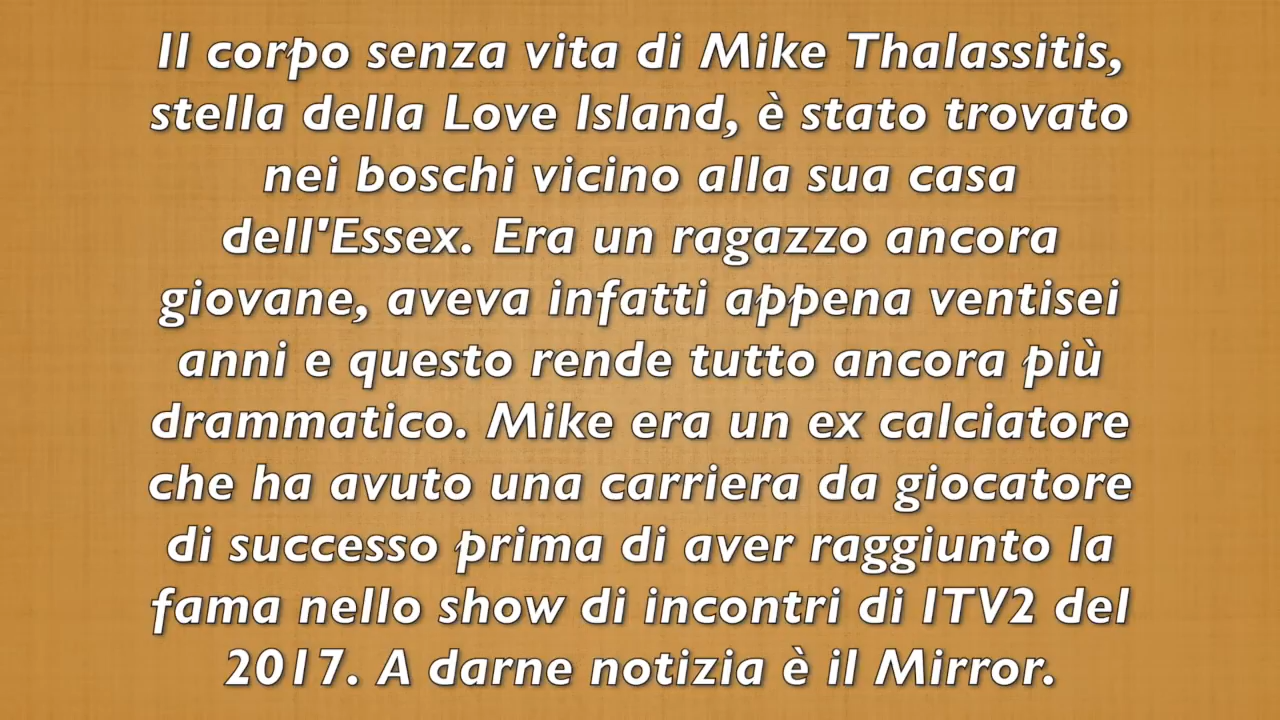 Il corpo senza vita di Mike Thalassitis,
stella della Love Island, è stato trovato
nei boschi vicino alla sua casa
dell'Essex. Era un ragazzo ancora
giovane, aveva infatti appena ventisei
anni e questo rende tutto ancora più
drammatico. Mike era un ex calciatore
che ha avuto una carriera da giocatore
di successo prima di aver raggiunto la
fama nello show di incontri di ITV2 del
2017. A darne notizia è il Mirror.